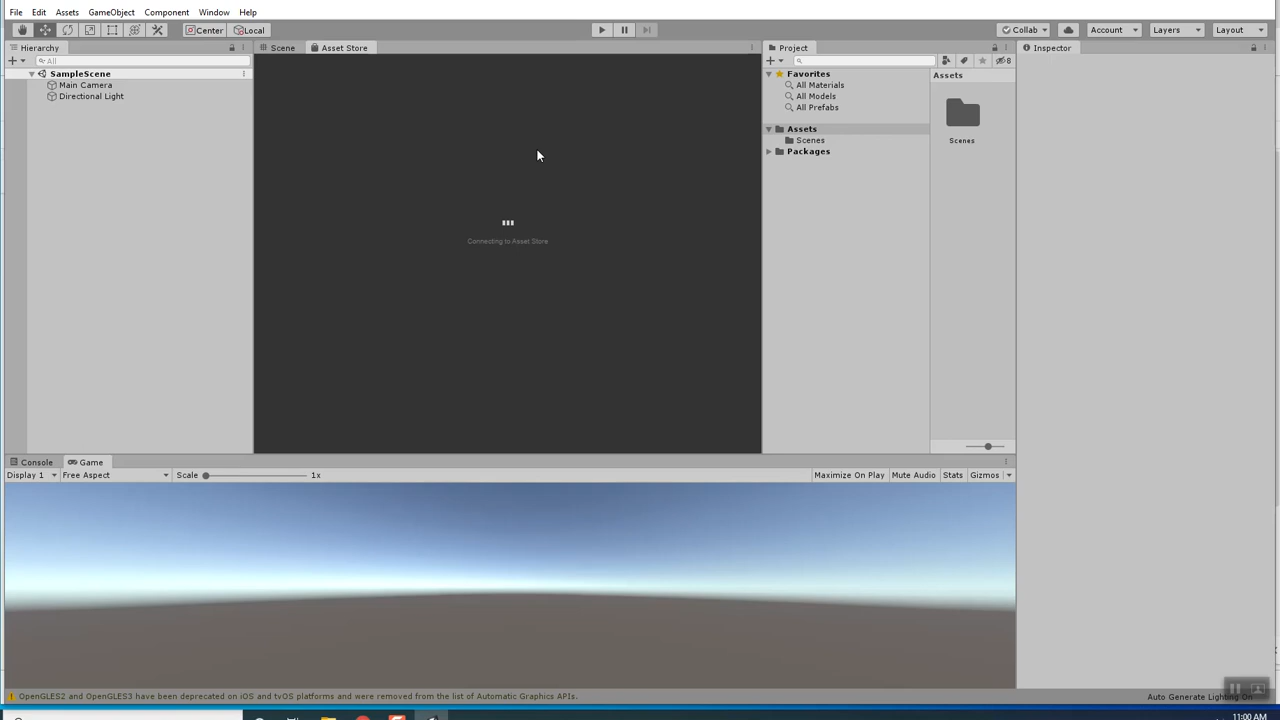 File Edit Assets GameObject Component Window Help
Center Local Collab Account Layers Layout
Hierarchy
All
SampleScene
Main Camera
Directional Light
Scene Asset Store
Connecting to Asset Store
Project
8
Favorites
All Materials
All Models
All Prefabs
Assets
Scenes
Packages
Assets
Scenes
Inspector
Console Game
Display 1 Free Aspect Scale 1x Maximize On Play Mute Audio Stats Gizmos
OpenGLES2 and OpenGLES3 have been deprecated on iOS and tvOS platforms and were removed from the list of Automatic Graphics APIs.
Auto Generate Lighting On
11:00 AM